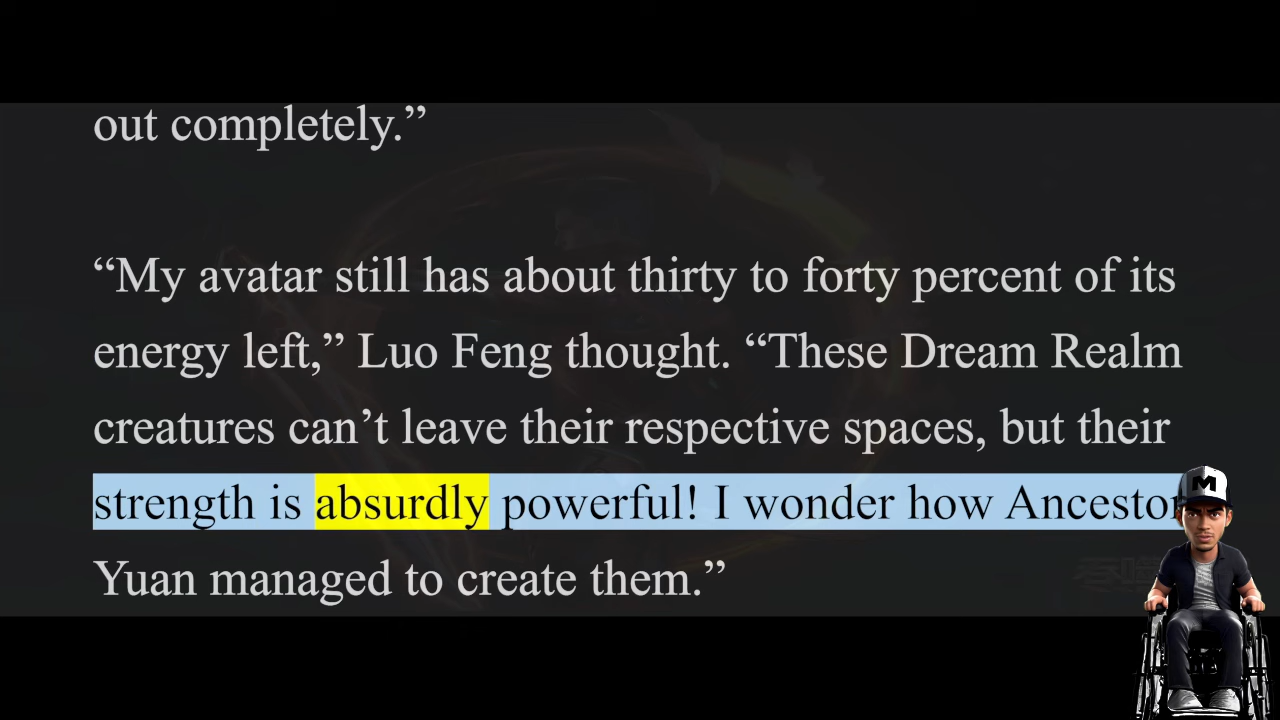 out completely.”
“My avatar still has about thirty to forty percent of its
energy left,” Luo Feng thought. “These Dream Realm
creatures can’t leave their respective spaces, but their
strength is absurdly powerful! I wonder how Ancestor
Yuan managed to create them.”
M